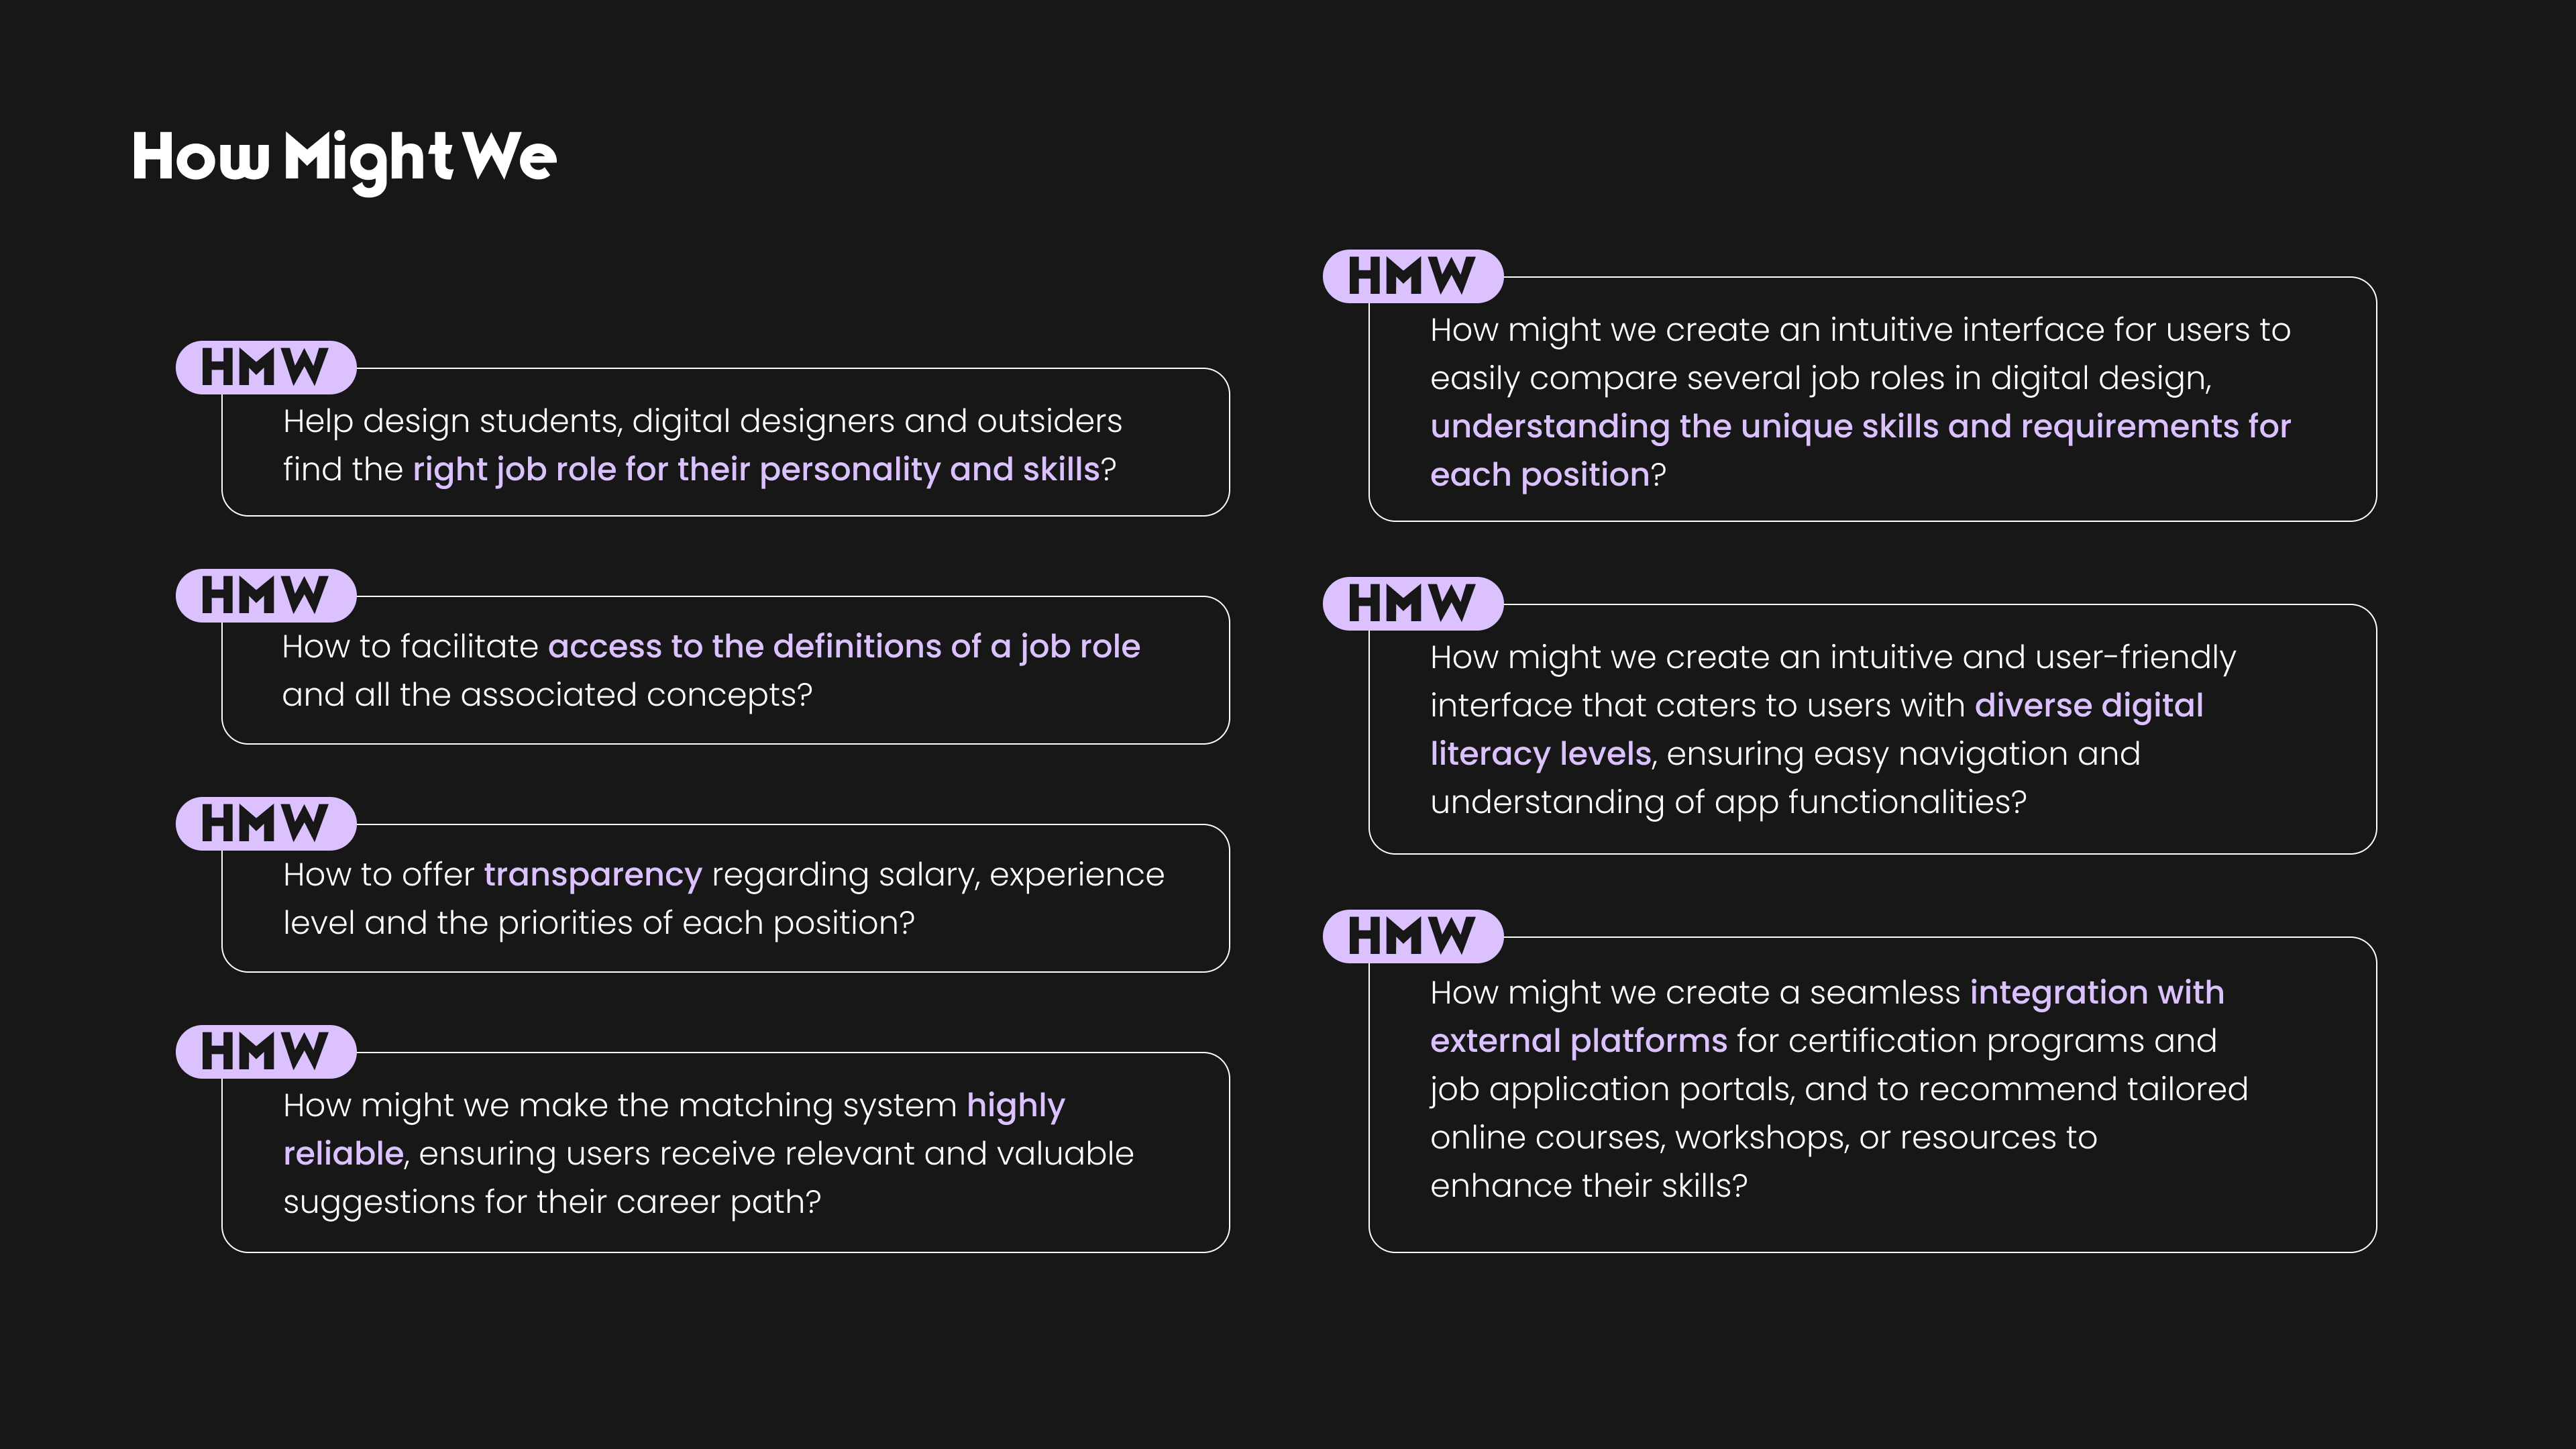 How Might We
HMW
Help design students, digital designers and outsiders
find the right job role for their personality and skills?
HMW
How to facilitate access to the definitions of a job role
and all the associated concepts?
HMW
How to offer transparency regarding salary, experience
level and the priorities of each position?
HMW
How might we make the matching system highly
reliable, ensuring users receive relevant and valuable
suggestions for their career path?
HMW
How might we create an intuitive interface for users to
easily compare several job roles in digital design,
understanding the unique skills and requirements for
each position?
HMW
How might we create an intuitive and user-friendly
interface that caters to users with diverse digital
literacy levels, ensuring easy navigation and
understanding of app functionalities?
HMW
How might we create a seamless integration with
external platforms for certification programs and
job application portals, and to recommend tailored
online courses, workshops, or resources to
enhance their skills?